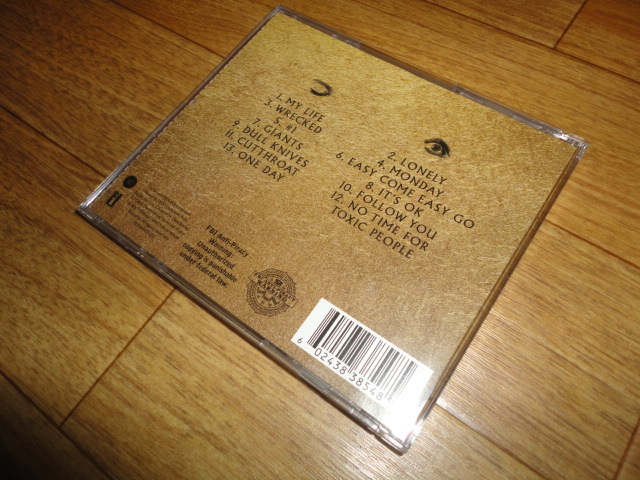 1. MY LIFE
3. WRECKED
5. #1
7. GIANTS
9. DULL KNIVES
11. CUTTHROAT
13. ONE DAY
2. LONELY
4. MONDAY
6. EASY COME EASY GO
8. IT'S OK
10. FOLLOW YOU
12. NO TIME FOR
TOXIC PEOPLE
FBI Anti-Piracy
Warning:
Unauthorized
copying is punishable
under federal law.
6 02438 38548